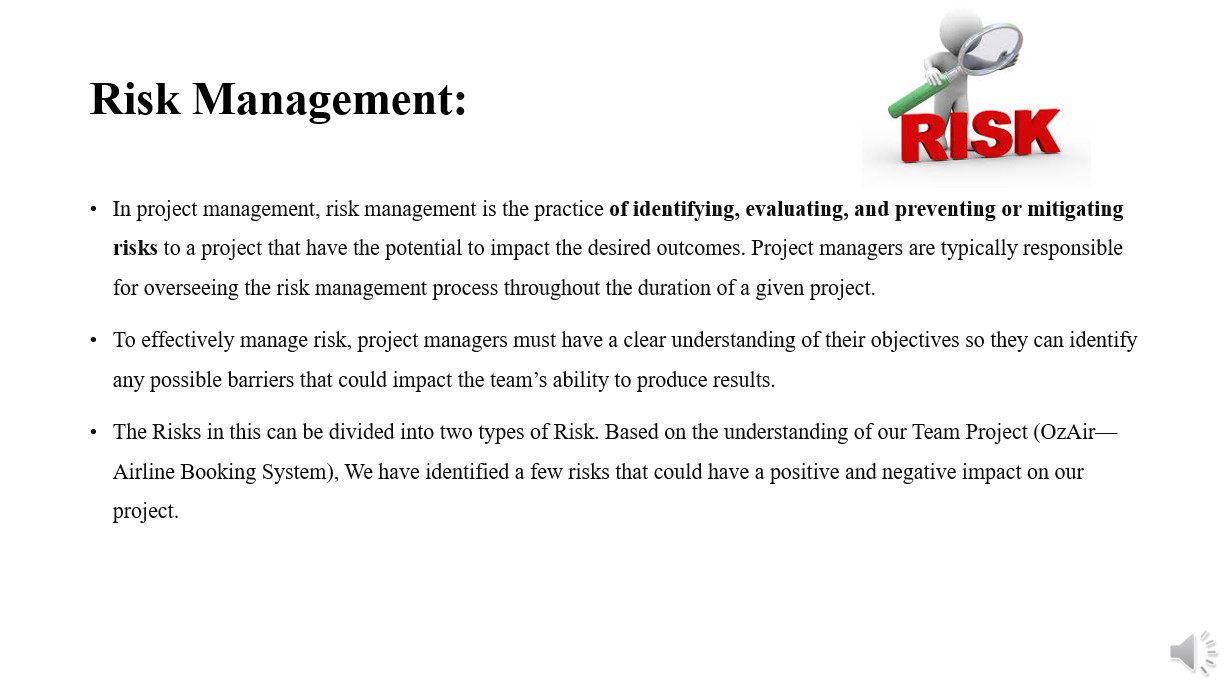 RISK
Risk Management:
• In project management, risk management is the practice of identifying, evaluating, and preventing or mitigating
risks to a project that have the potential to impact the desired outcomes. Project managers are typically responsible
for overseeing the risk management process throughout the duration of a given project.
• To effectively manage risk, project managers must have a clear understanding of their objectives so they can identify
any possible barriers that could impact the team’s ability to produce results.
• The Risks in this can be divided into two types of Risk. Based on the understanding of our Team Project (OzAir—
Airline Booking System), We have identified a few risks that could have a positive and negative impact on our
project.